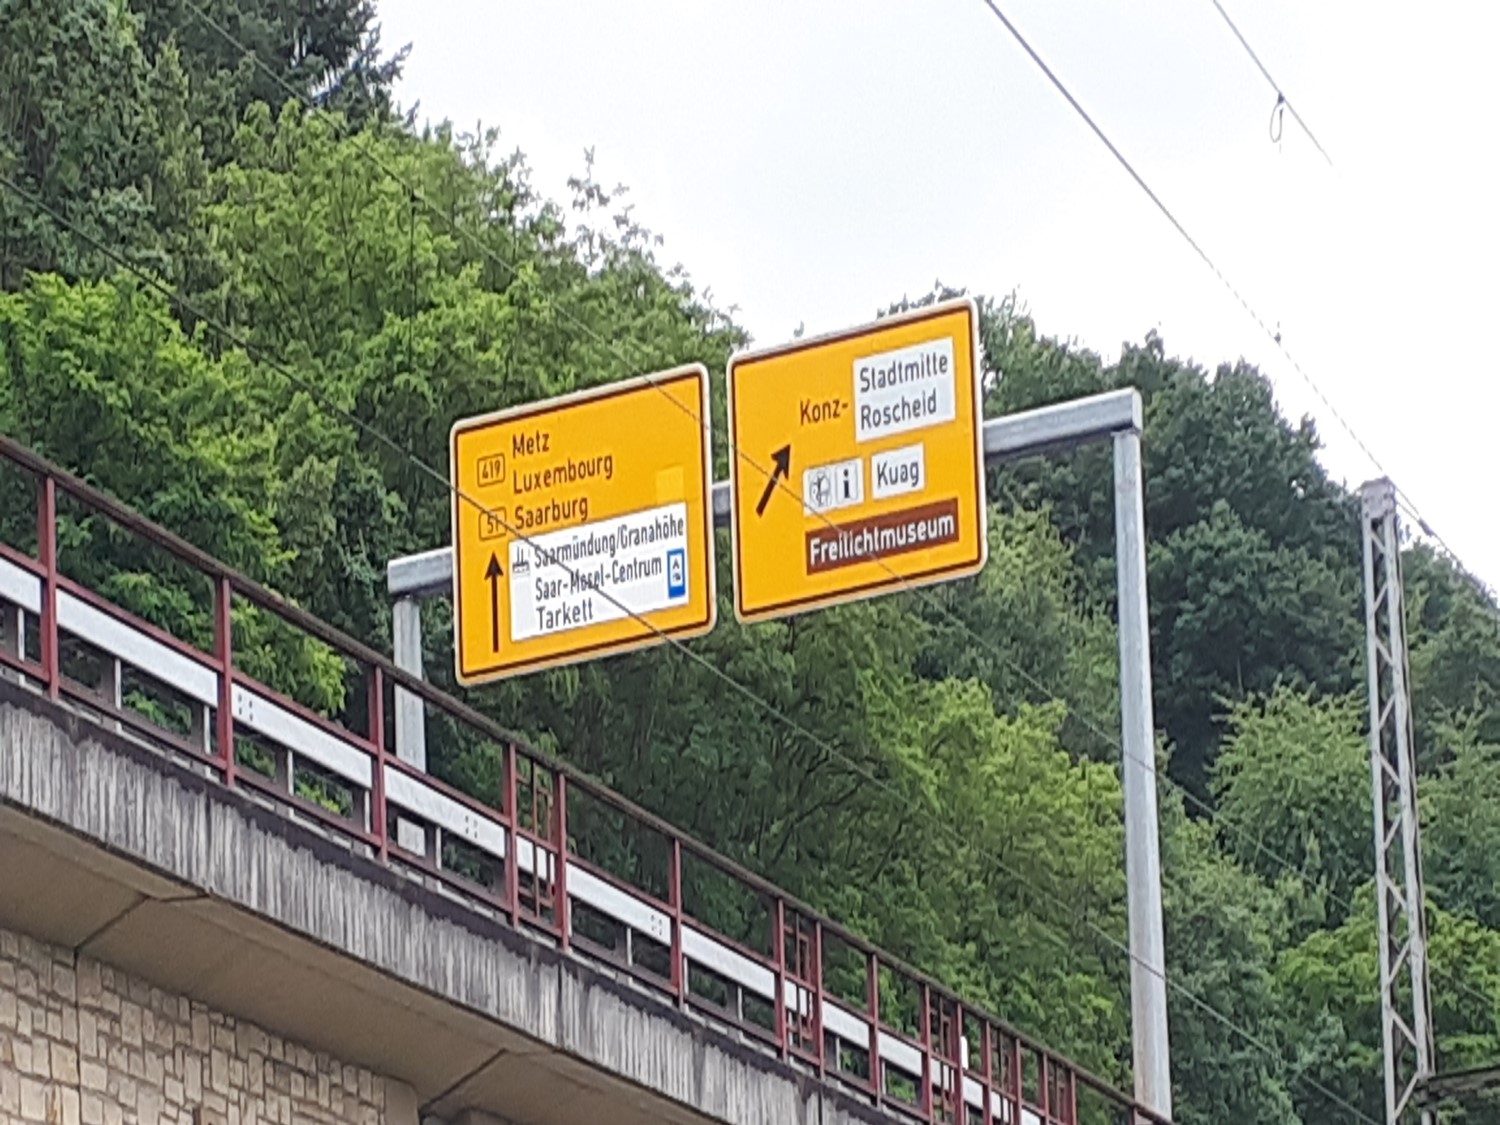 419 Metz
Luxembourg
51 Saarburg
Saarmündung/Granahöhe
Saar-Mosel-Centrum
Tarkett
Konz- Stadtmitte
Roscheid
i Kuag
Freilichtmuseum